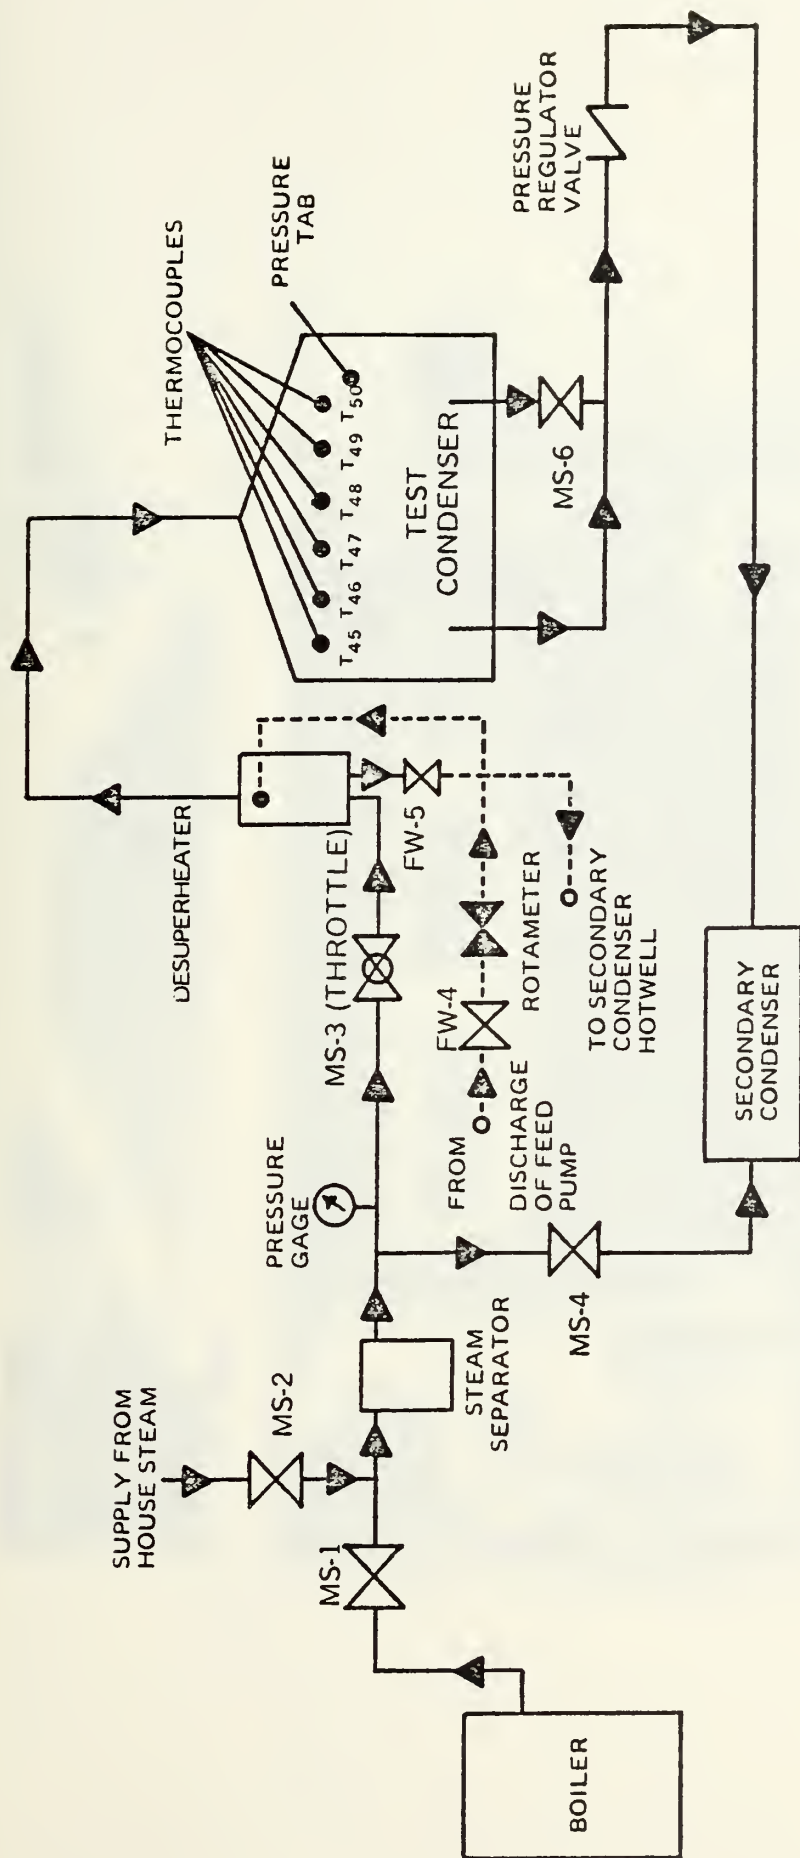 SUPPLY FROM
HOUSE STEAM
MS-2
MS-1
BOILER
STEAM
SEPARATOR
PRESSURE
GAGE
MS-4
MS-3 (THROTTLE)
DESUPERHEATER
FROM
DISCHARGE
OF FEED
PUMP
FW-4
ROTAMETER
FW-5
TO SECONDARY
CONDENSER
HOTWELL
SECONDARY
CONDENSER
THERMOCOUPLES
PRESSURE
TAB
T45 T46 T47 T48 T49 T50
TEST
CONDENSER
MS-6
PRESSURE
REGULATOR
VALVE